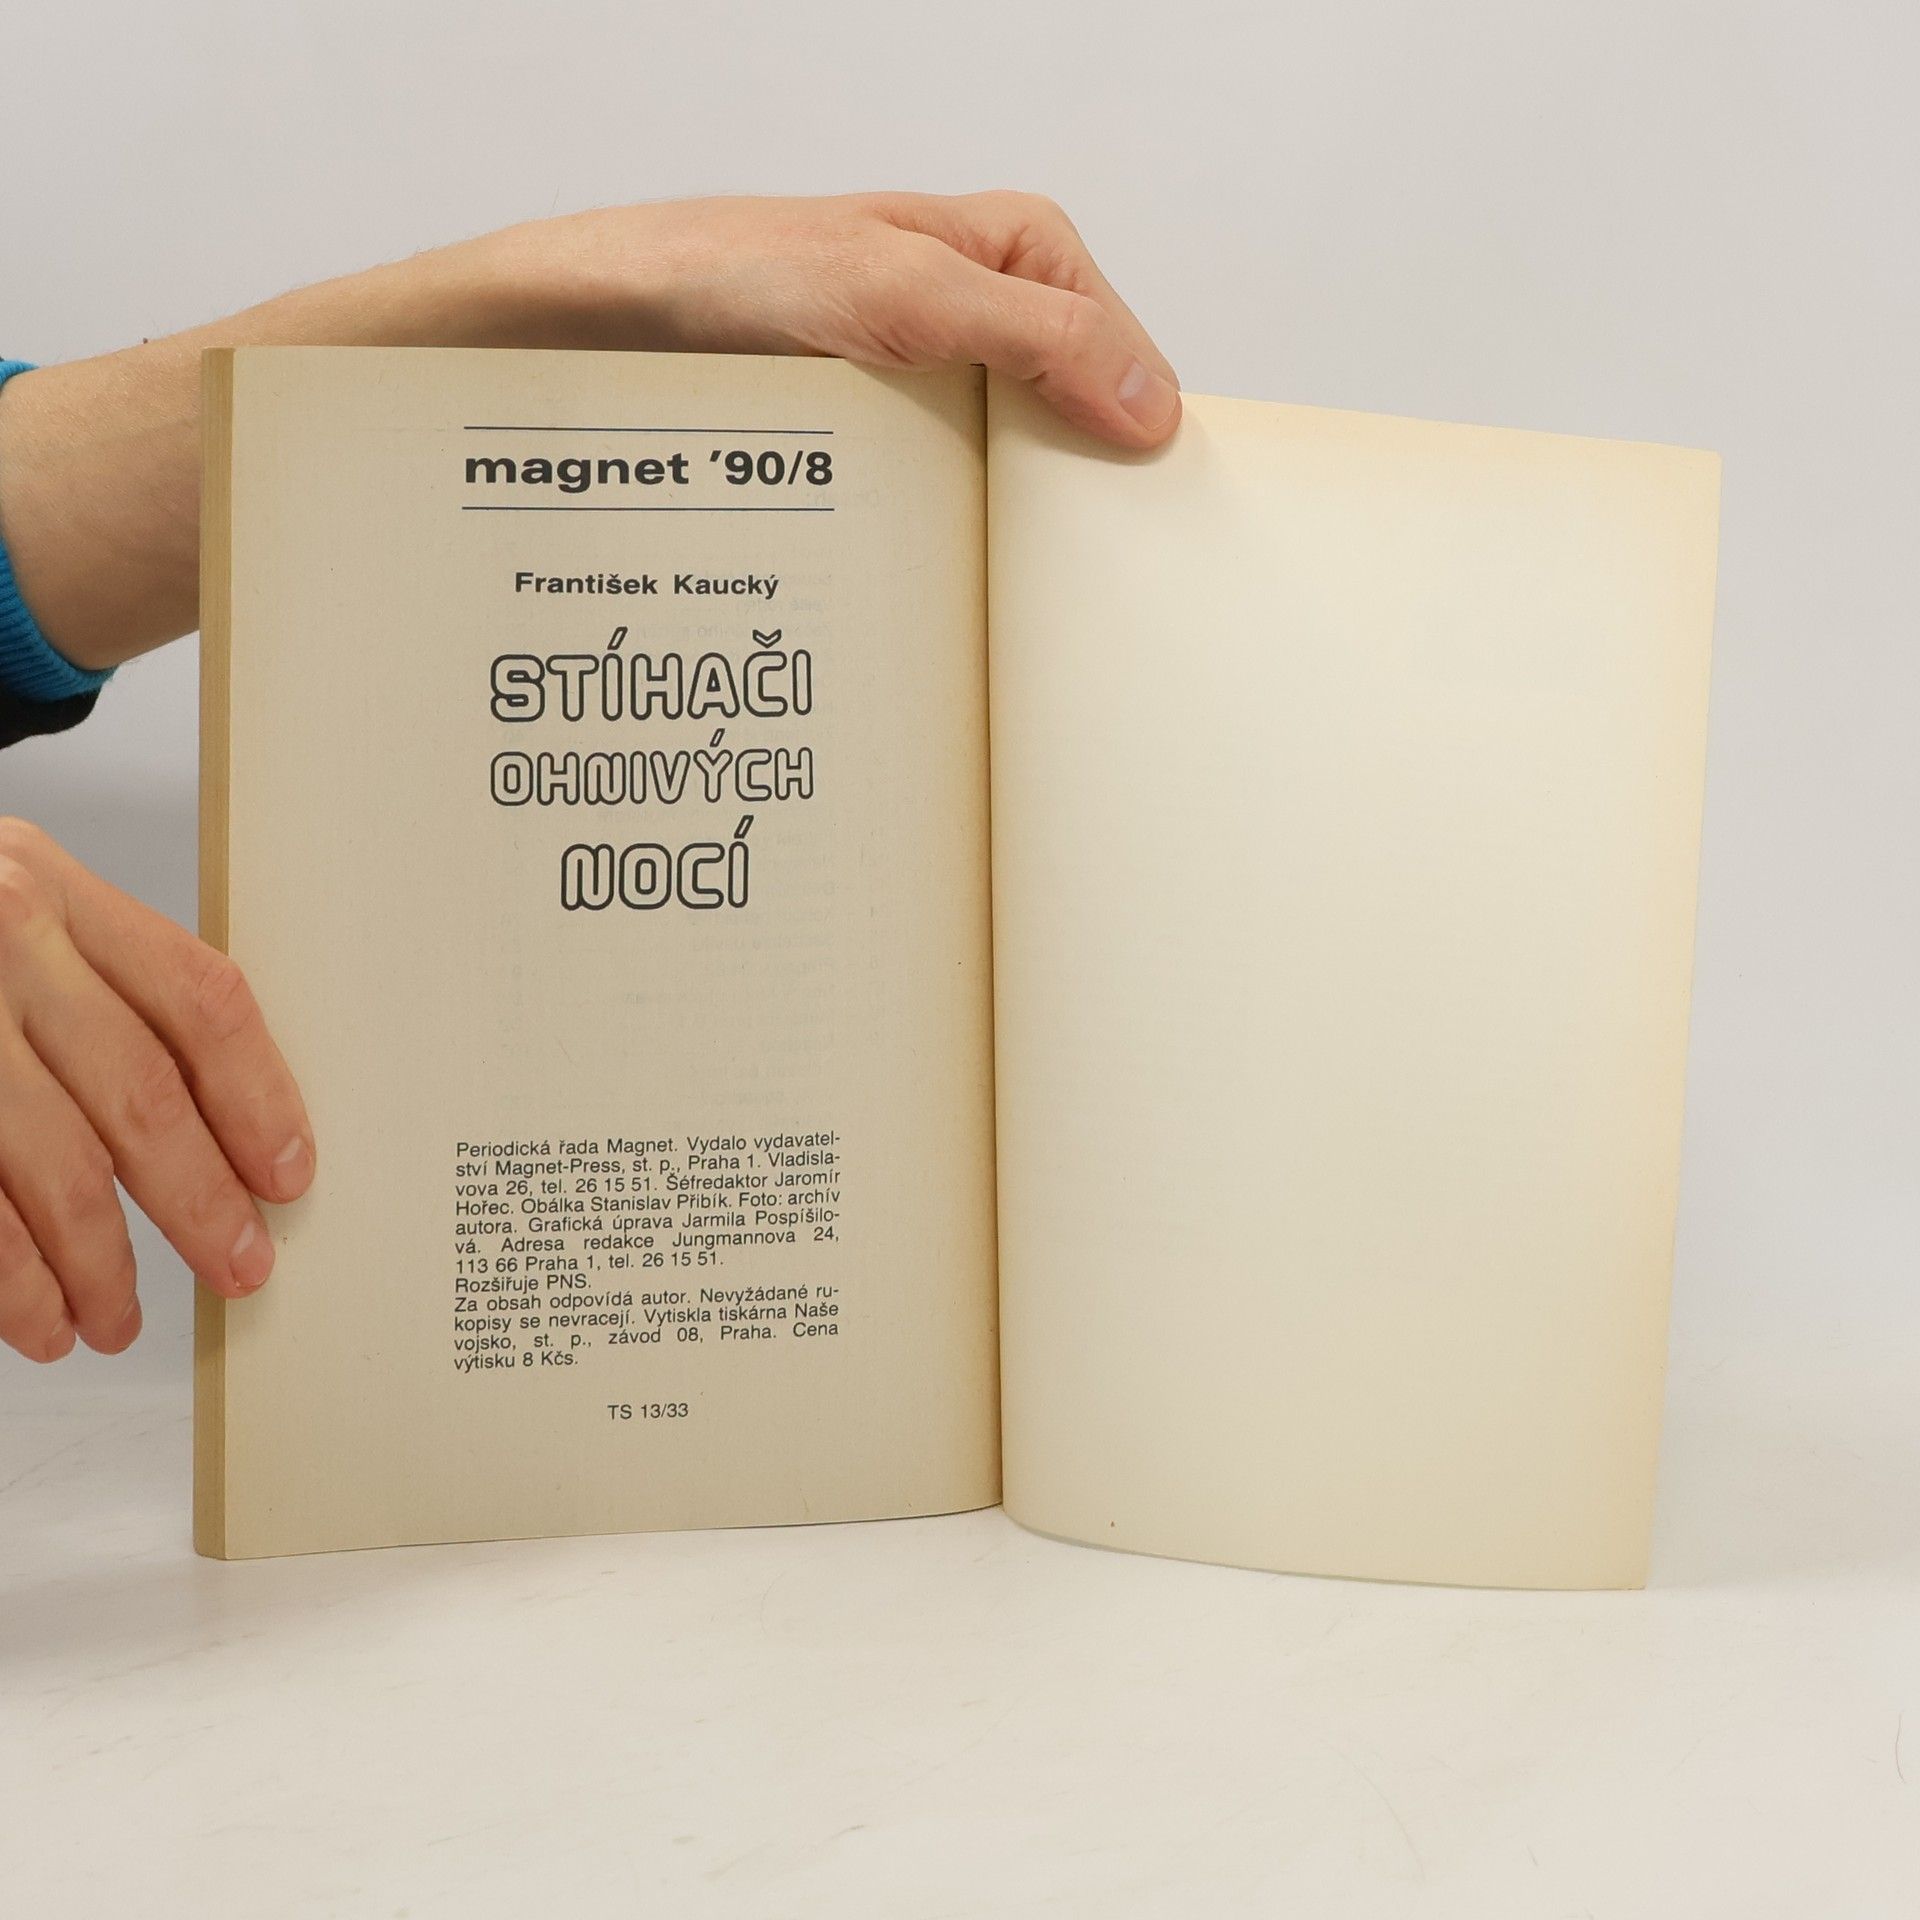 magnet ’90/8
František Kaucký
STÍHAČI
OHNIVÝCH
NOCÍ
Periodická řada Magnet. Vydalo vydavatel-
ství Magnet-Press, st. p., Praha 1. Vladisla-
vova 26, tel. 26 15 51. Šéfredaktor Jaromír
Hořec. Obálka Stanislav Přibík. Foto: archív
autora. Grafická úprava Jarmila Pospíšilo-
vá. Adresa redakce Jungmannova 24,
113 66 Praha 1, tel. 26 15 51.
Rozšiřuje PNS.
Za obsah odpovídá autor. Nevyžádané ru-
kopisy se nevracejí. Vytiskla tiskárna Naše
vojsko, st. p., závod 08, Praha. Cena
výtisku 8 Kčs.
TS 13/33